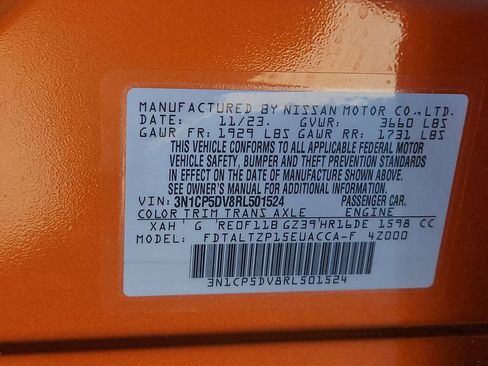 MANUFACTURED BY NISSAN MOTOR CO.,LTD.
DATE: 11/23. GVWR: 3660 LBS
GAWR FR: 1929 LBS GAWR RR: 1731 LBS
THIS VEHICLE CONFORMS TO ALL APPLICABLE FEDERAL MOTOR
VEHICLE SAFETY, BUMPER AND THEFT PREVENTION STANDARDS
IN EFFECT ON THE DATE OF MANUFACTURE SHOWN ABOVE.
SEE OWNER'S MANUAL FOR ADDITIONAL INFORMATION
VIN: 3N1CP5DV8RL501524 PASSENGER CAR.
COLOR TRIM TRANS AXLE ENGINE
XAH ' G ' RE0F11B GZ39'HR16DE 1598 CC
MODEL: FDTALTZP15EUACCA-F 4Z000
3N1CP5DV8RL501524